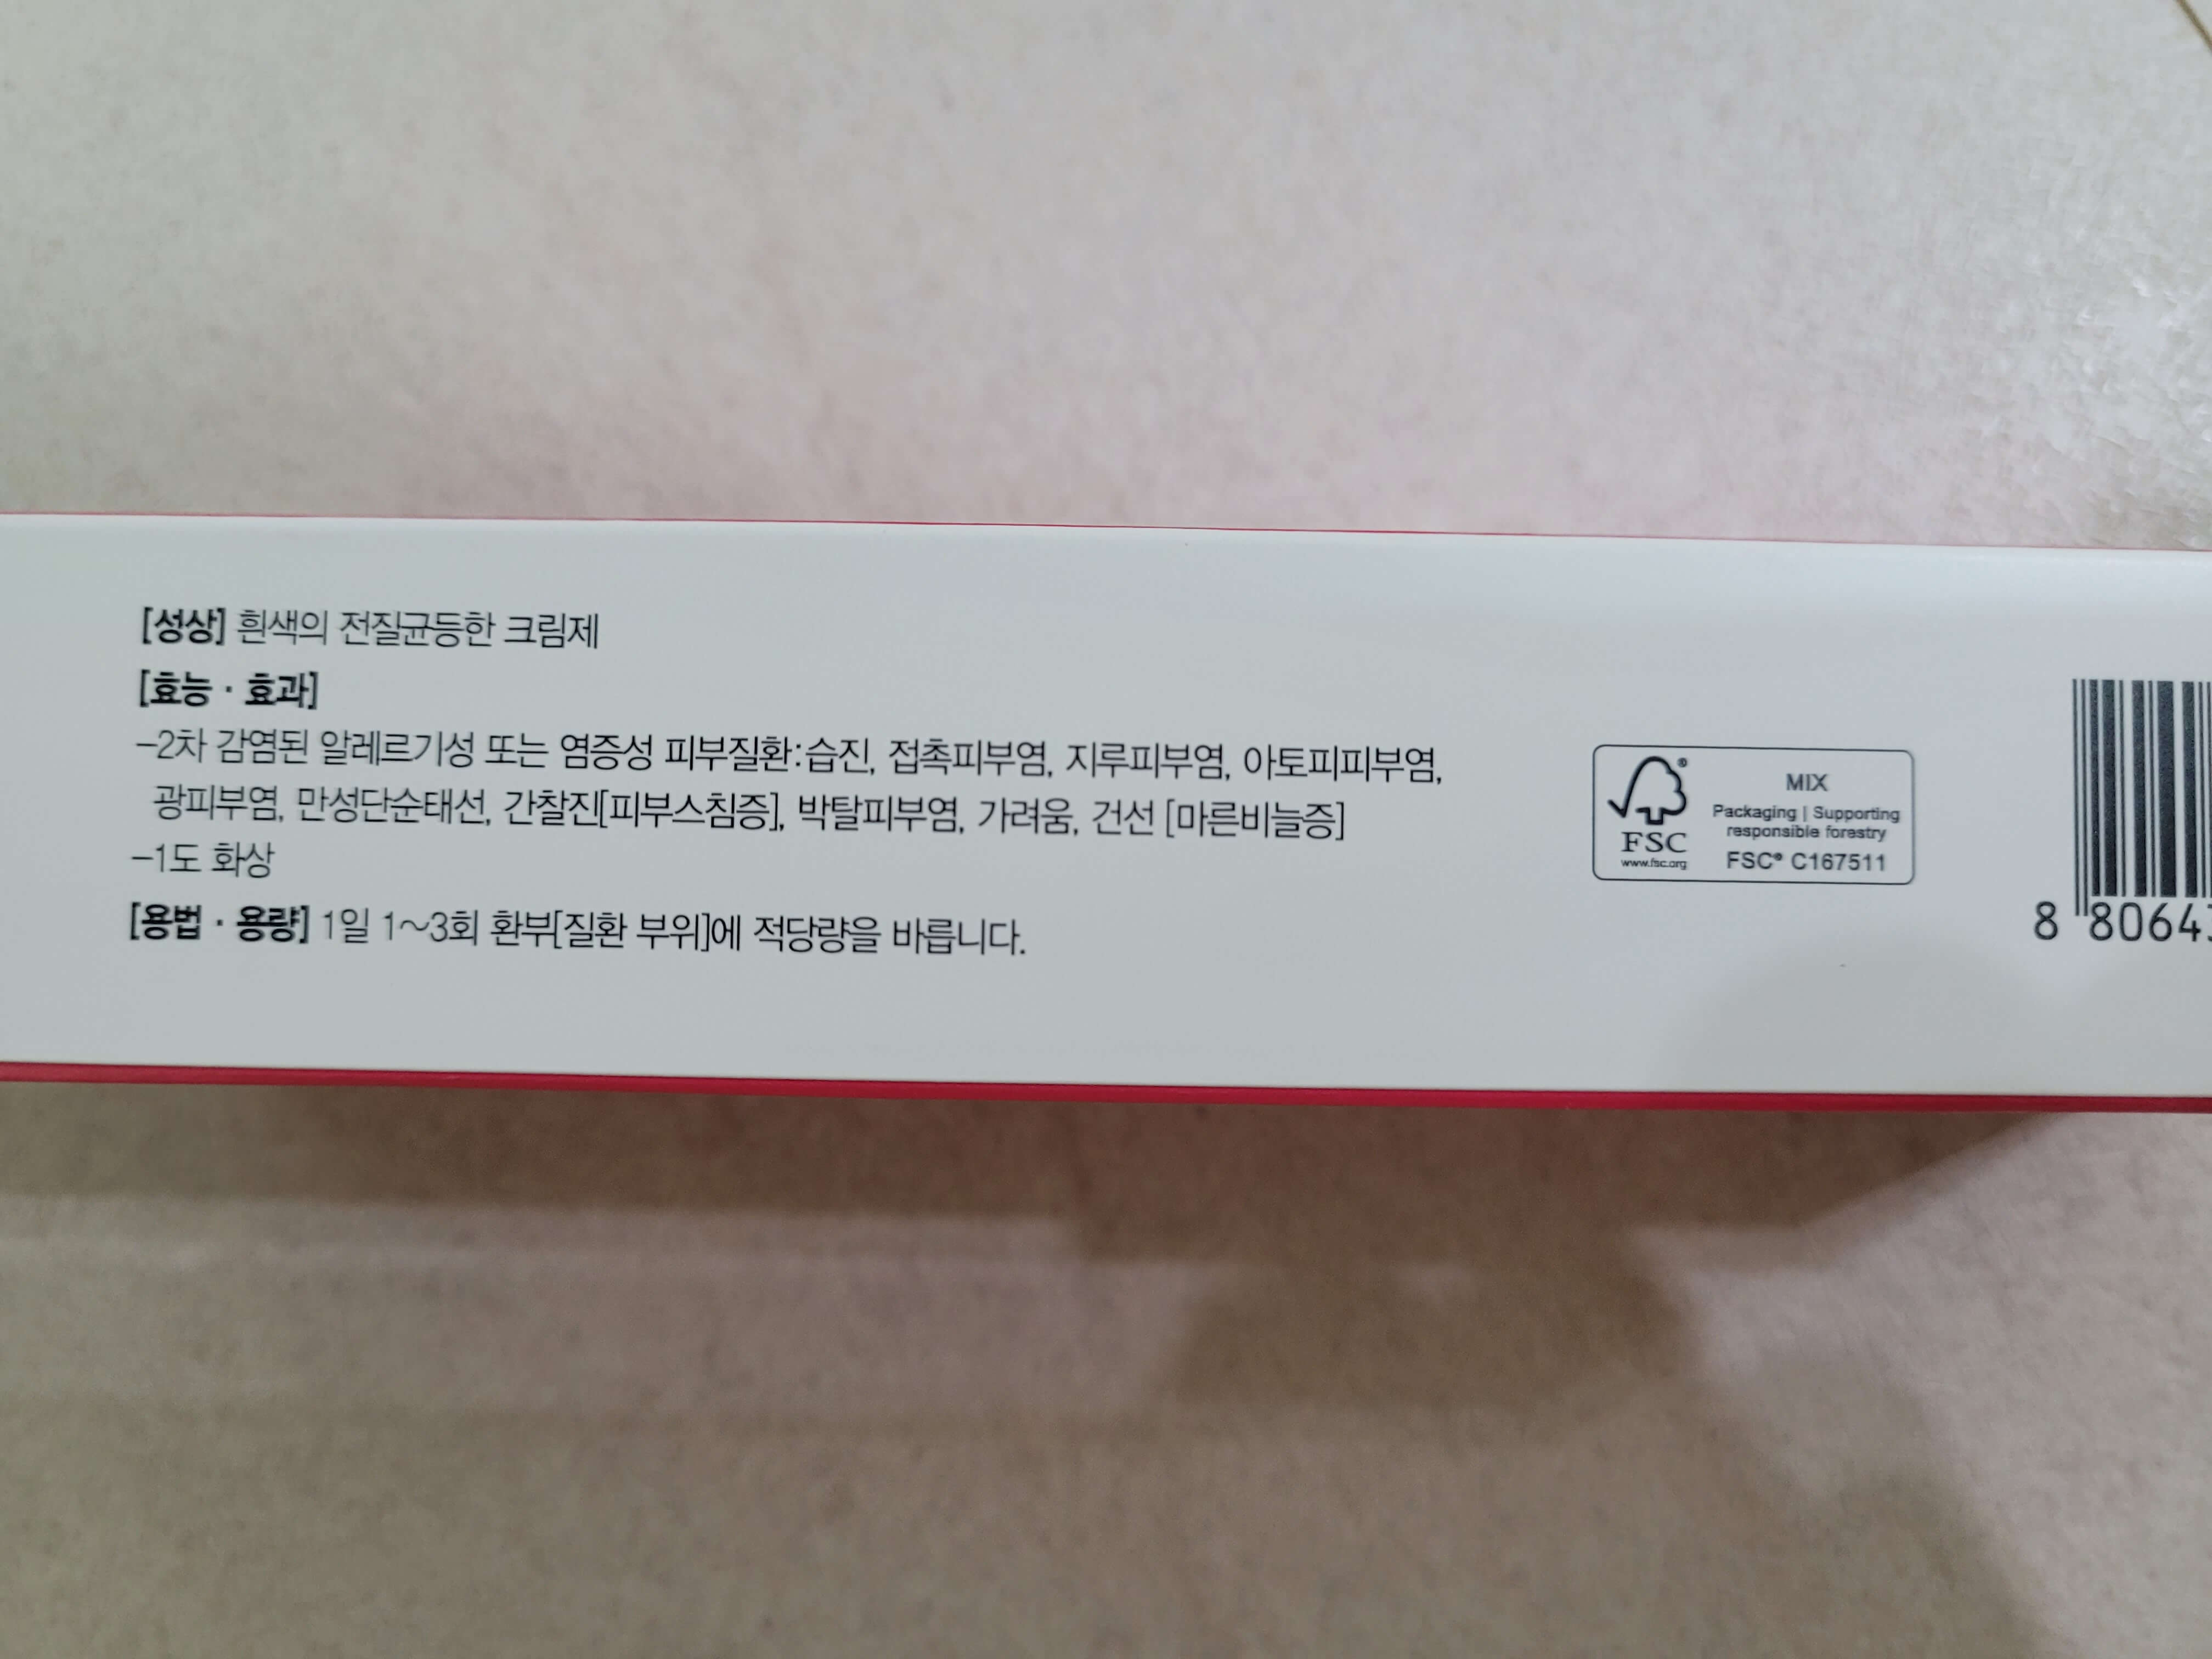 [성상] 흰색의 전질균등한 크림제
[효능 · 효과]
-2차 감염된 알레르기성 또는 염증성 피부질환:습진, 접촉피부염, 지루피부염, 아토피피부염,
광피부염, 만성단순태선, 간찰진[피부스침증], 박탈피부염, 가려움, 건선 [마른비늘증]
-1도 화상
[용법 · 용량] 1일 1~3회 환부[질환 부위]에 적당량을 바릅니다.
FSC
www.fsc.org
MIX
Packaging | Supporting
responsible forestry
FSC® C167511
8 8064